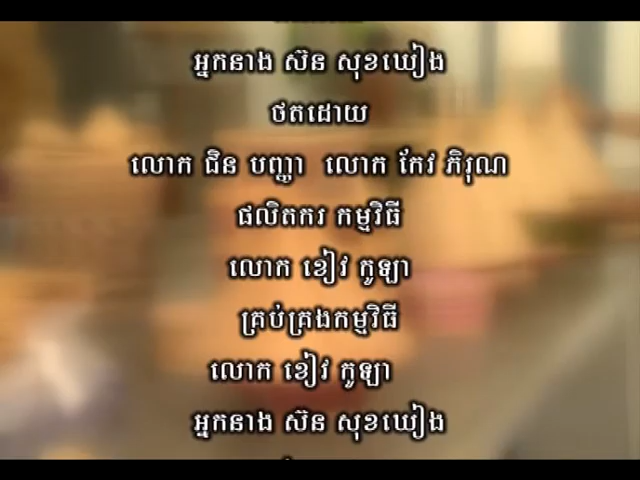 អ្នកនាង ស៊ន សុខឃៀង
ថតដោយ
លោក ជិន បញ្ញា លោក កែវ ភិរុណ
ផលិតករ កម្មវិធី
លោក ខៀវ កូឡា
គ្រប់គ្រងកម្មវិធី
លោក ខៀវ កូឡា
អ្នកនាង ស៊ន សុខឃៀង